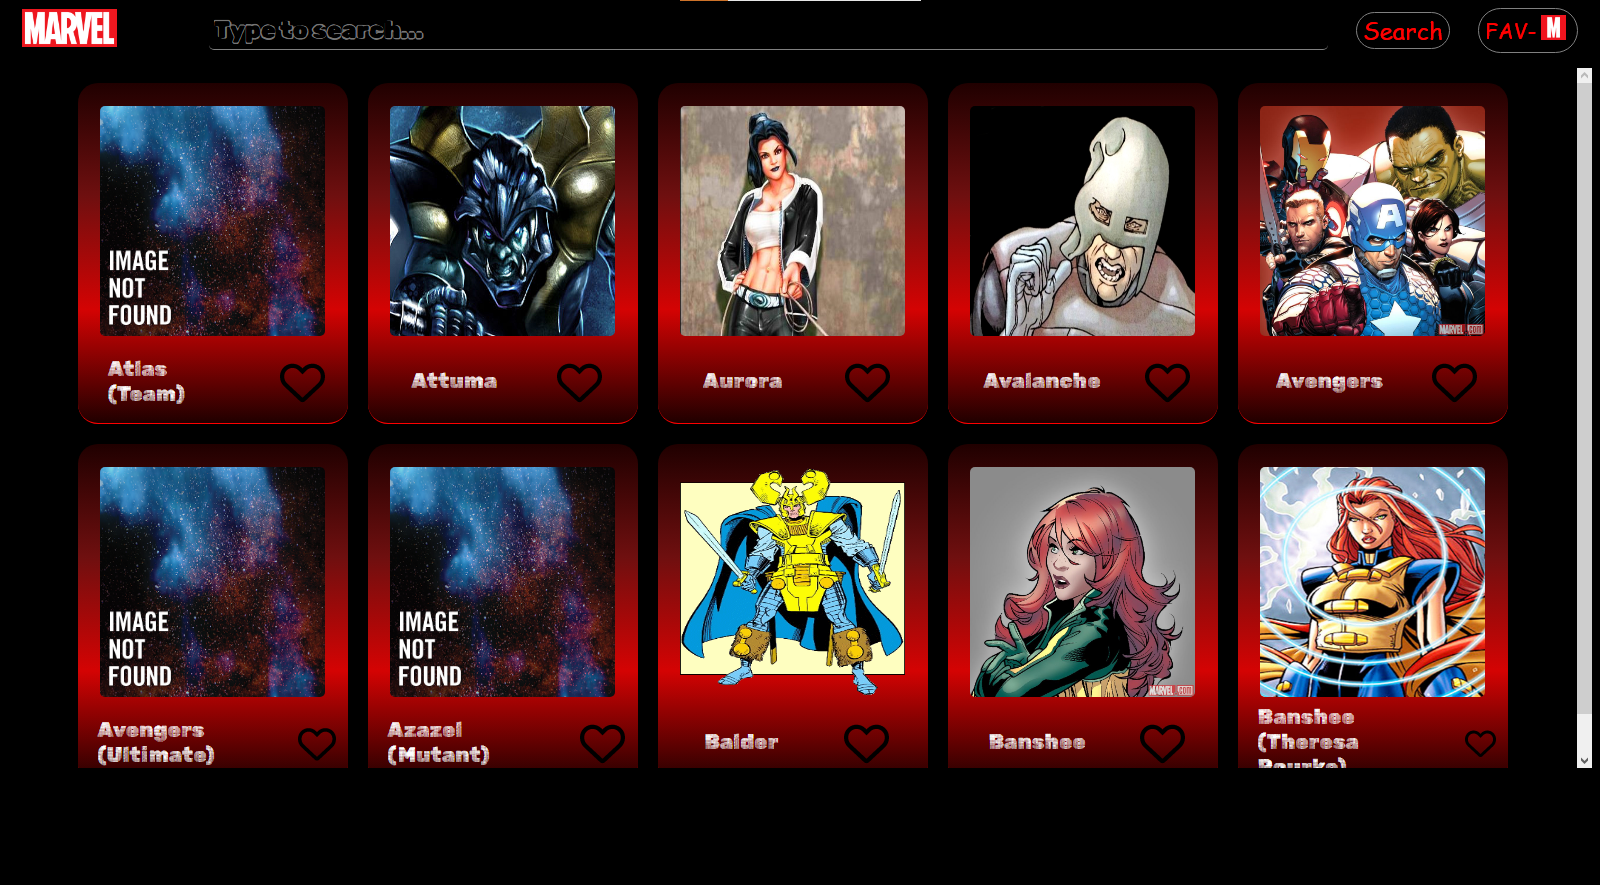 MARVEL
Type to search...
Search
FAV- M
IMAGE
NOT
FOUND
A
MARVEL .com
Atlas
(Team)
Attuma
Aurora
Avalanche
Avengers
IMAGE
NOT
FOUND
IMAGE
NOT
FOUND
MARVEL .com
Avengers
(Ultimate)
Azazel
(Mutant)
Balder
Banshee
Banshee
(Theresa
Rourke)